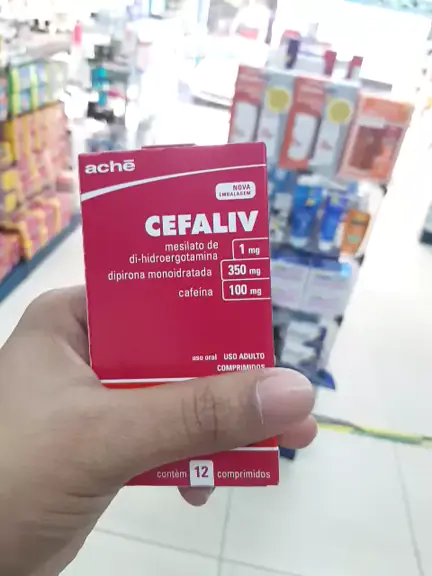 achē
NOVA
EMBALAGEM
CEFALIV
mesilato de
di-hidroergotamina 1 mg
dipirona monoidratada 350 mg
cafeína 100 mg
uso oral USO ADULTO
COMPRIMIDOS
contém 12 comprimidos